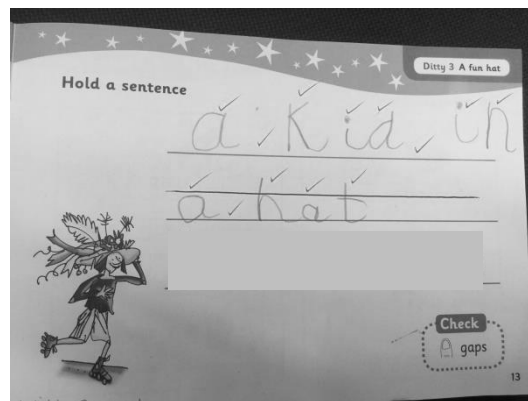 Ditty 3 A fun hat
Hold a sentence
a kid in
a hat
Check
gaps
13